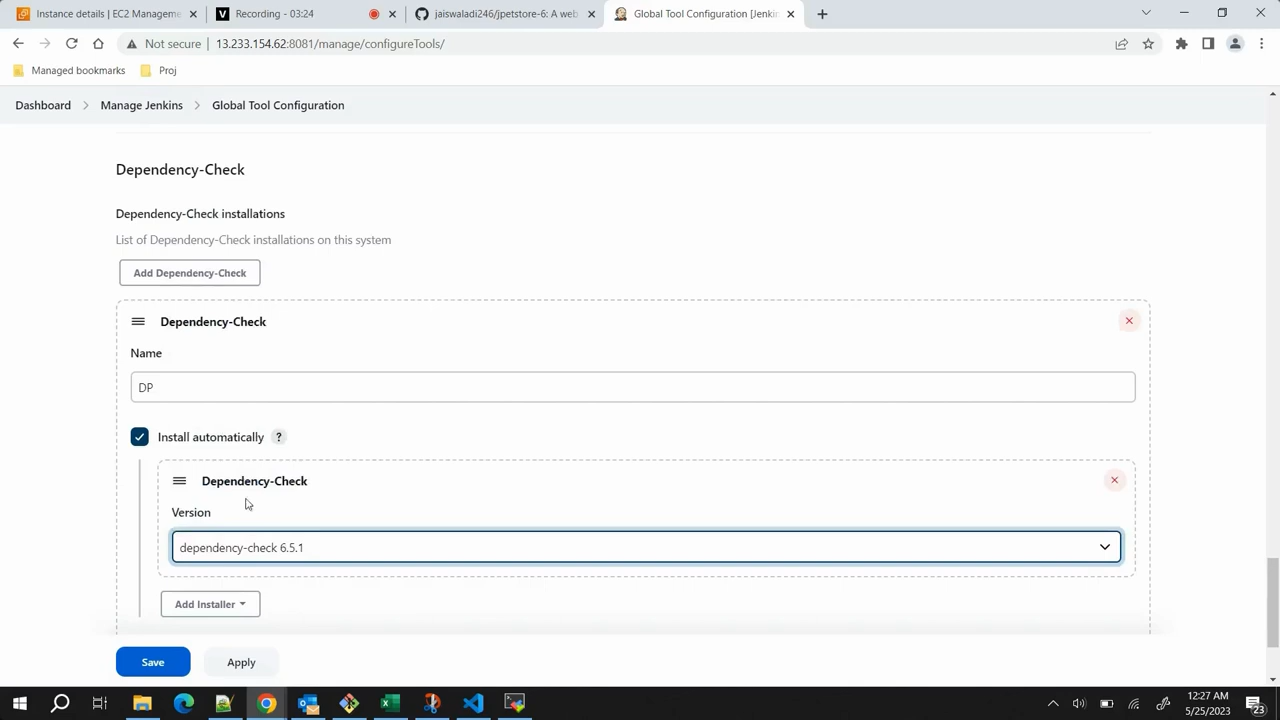 Instance details | EC2 Managemen
Recording - 03:24
jaiswaladi246/jpetstore-6: A web
Global Tool Configuration [Jenkin
Not secure
13.233.154.62:8081/manage/configureTools/
Managed bookmarks
Proj
Dashboard
Manage Jenkins
Global Tool Configuration
Dependency-Check
Dependency-Check installations
List of Dependency-Check installations on this system
Add Dependency-Check
Dependency-Check
Name
DP
Install automatically ?
Dependency-Check
Version
dependency-check 6.5.1
Add Installer
Save
Apply
12:27 AM
5/25/2023
23